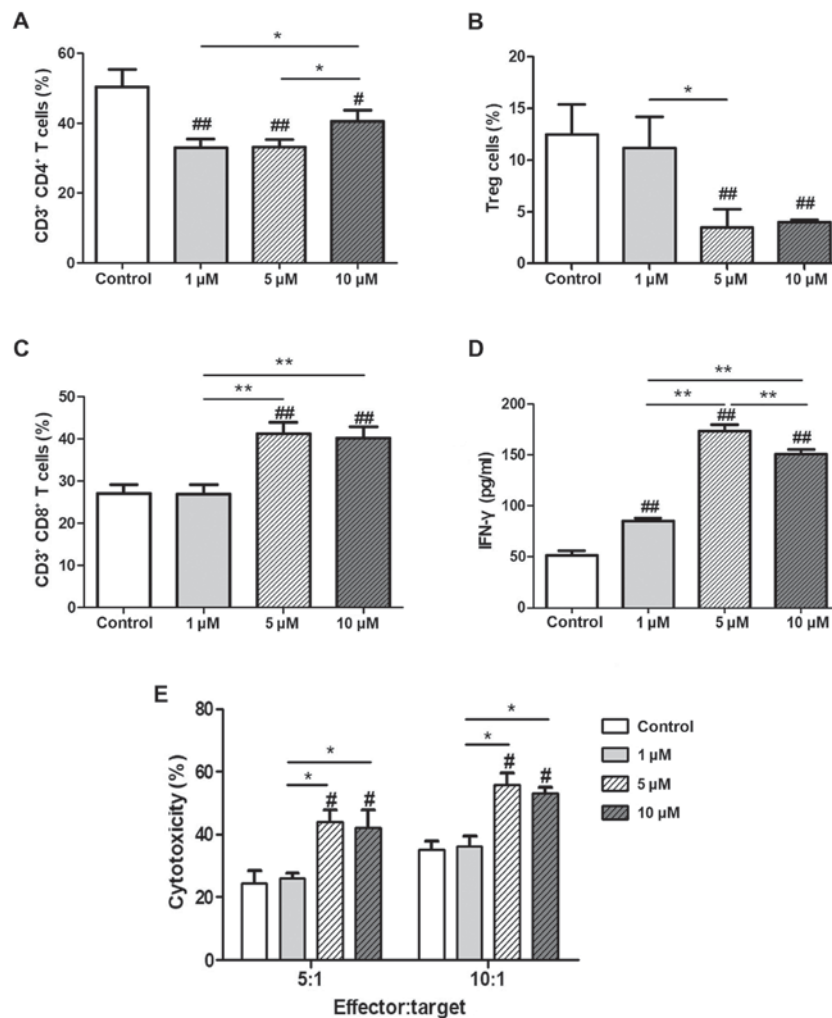 A
CD3⁺ CD4⁺ T cells (%)
60
40
20
0
*
*
##
##
#
Control
1 µM
5 µM
10 µM
B
Treg cells (%)
20
15
10
5
0
*
##
##
Control
1 µM
5 µM
10 µM
C
CD3⁺ CD8⁺ T cells (%)
50
40
30
20
10
0
**
**
##
##
Control
1 µM
5 µM
10 µM
D
IFN-γ (pg/ml)
200
150
100
50
0
**
**
**
##
##
##
Control
1 µM
5 µM
10 µM
E
Cytotoxicity (%)
80
60
40
20
0
*
*
#
#
*
*
#
#
5:1
10:1
Effector:target
Control
1 µM
5 µM
10 µM